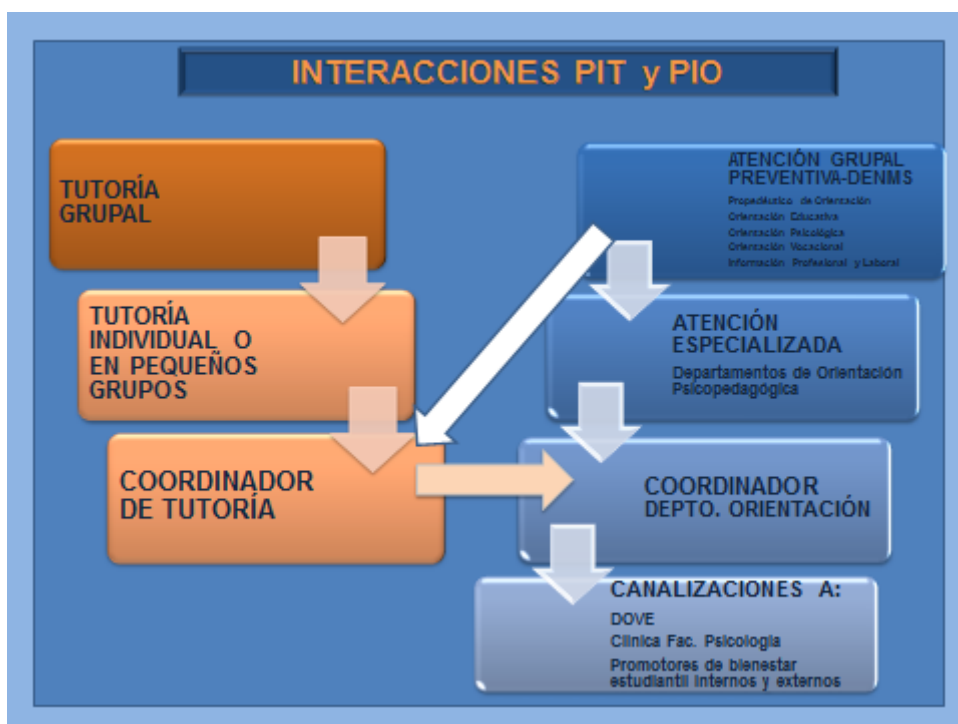 INTERACCIONES PIT y PIO
TUTORÍA
GRUPAL
TUTORÍA
INDIVIDUAL O
EN PEQUEÑOS
GRUPOS
COORDINADOR
DE TUTORÍA
ATENCIÓN GRUPAL
PREVENTIVA-DENMS
Propedéutico de Orientación
Orientación Educativa
Orientación Psicológica
Orientación Vocacional
Información Profesional y Laboral
ATENCIÓN
ESPECIALIZADA
Departamentos de Orientación
Psicopedagógica
COORDINADOR
DEPTO. ORIENTACIÓN
CANALIZACIONES A:
DOVE
Clínica Fac. Psicología
Promotores de bienestar
estudiantil internos y externos